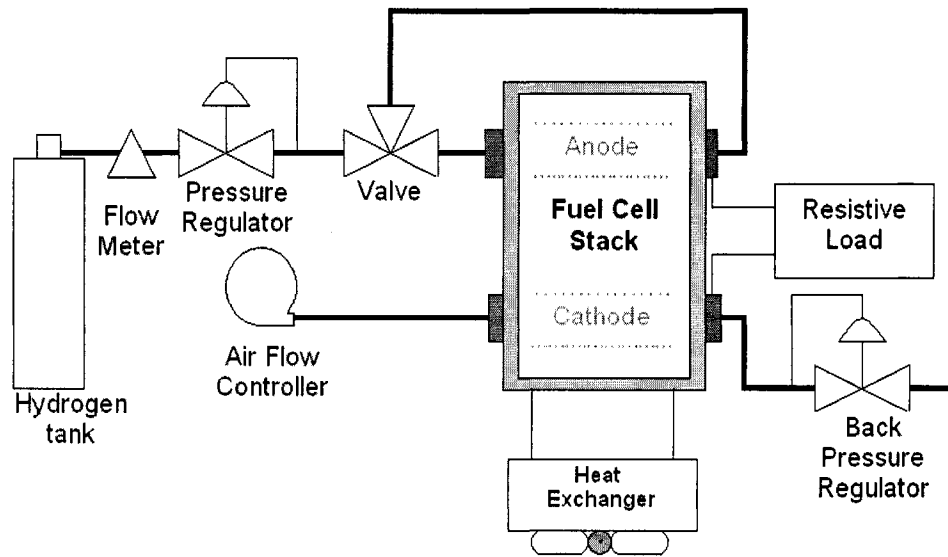 Anode
Fuel Cell
Stack
Cathode
Resistive
Load
Valve
Pressure
Regulator
Flow
Meter
Air Flow
Controller
Hydrogen
tank
Heat
Exchanger
Back
Pressure
Regulator